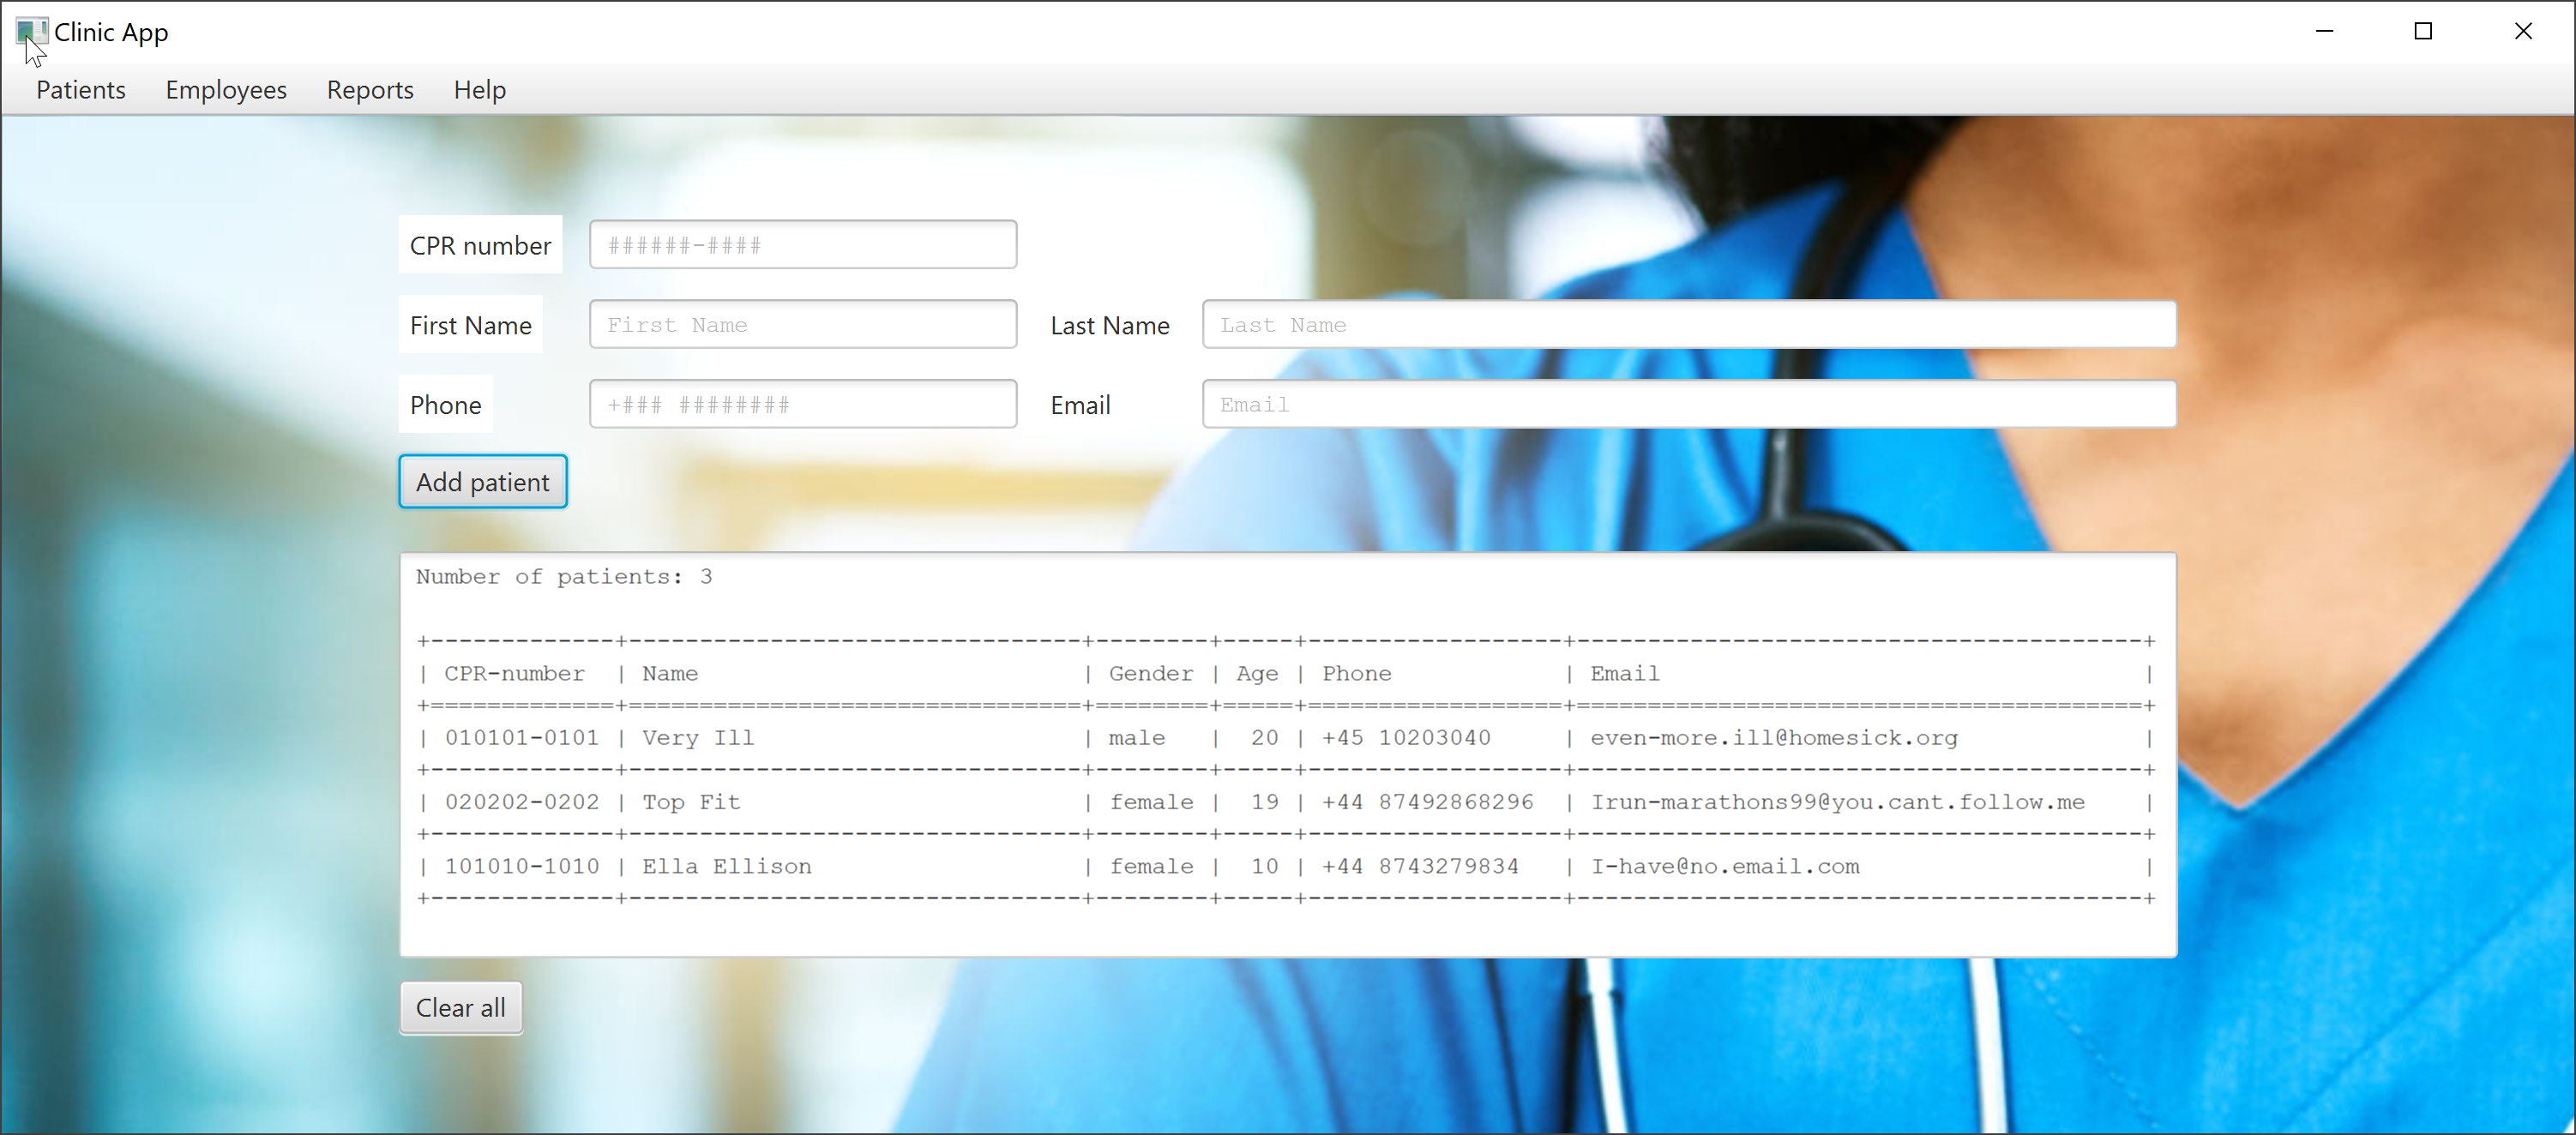 Clinic App
Patients Employees Reports Help
CPR number ######-####
First Name First Name Last Name Last Name
Phone +### ######## Email Email
Add patient
Number of patients: 3
+-------------+--------------------------------+--------+-----+------------------+----------------------------------------+
| CPR-number  | Name                           | Gender | Age | Phone            | Email                                  |
+=============+================================+========+=====+==================+========================================+
| 010101-0101 | Very Ill                       | male   |  20 | +45 10203040     | even-more.ill@homesick.org             |
+-------------+--------------------------------+--------+-----+------------------+----------------------------------------+
| 020202-0202 | Top Fit                        | female |  19 | +44 87492868296  | Irun-marathons99@you.cant.follow.me    |
+-------------+--------------------------------+--------+-----+------------------+----------------------------------------+
| 101010-1010 | Ella Ellison                   | female |  10 | +44 8743279834   | I-have@no.email.com                    |
+-------------+--------------------------------+--------+-----+------------------+----------------------------------------+
Clear all